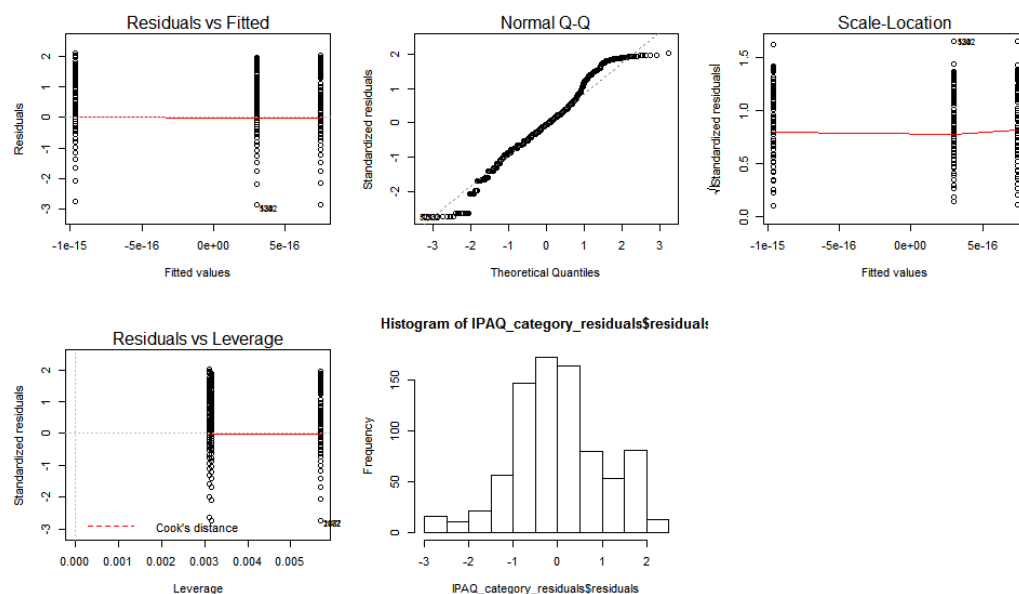 Residuals vs Fitted
Residuals
2
1
0
-1
-2
-3
-1e-15
-5e-16
0e+00
5e-16
Fitted values
Normal Q-Q
Standardized residuals
2
1
0
-1
-2
-3
-2
-1
0
1
2
3
Theoretical Quantiles
Scale-Location
√|Standardized residuals
1.5
1.0
0.5
0.0
-1e-15
-5e-16
0e+00
5e-16
Fitted values
Residuals vs Leverage
Standardized residuals
2
1
0
-1
-2
-3
Cook's distance
0.000
0.001
0.002
0.003
0.004
0.005
Leverage
Histogram of IPAQ_category_residuals$residuals
Frequency
150
100
50
0
-3
-2
-1
0
1
2
IPAQ_category_residuals$residuals